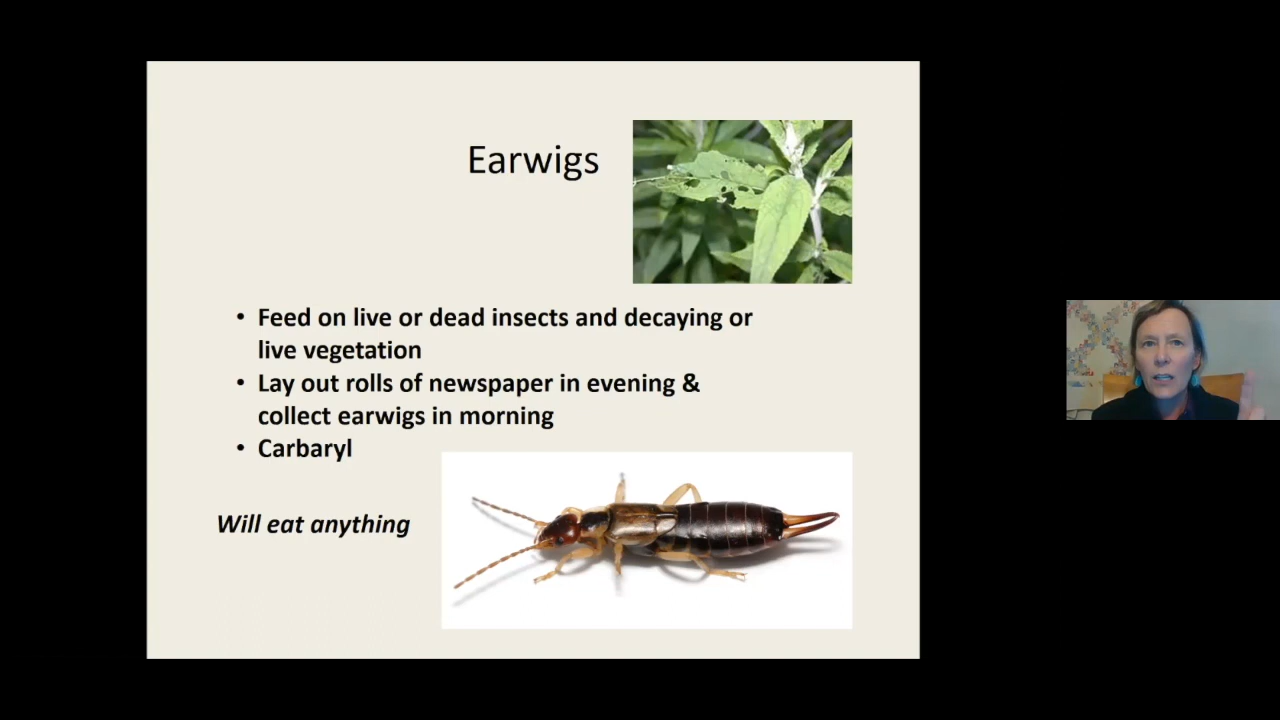 Earwigs
• Feed on live or dead insects and decaying or
live vegetation
• Lay out rolls of newspaper in evening &
collect earwigs in morning
• Carbaryl
Will eat anything